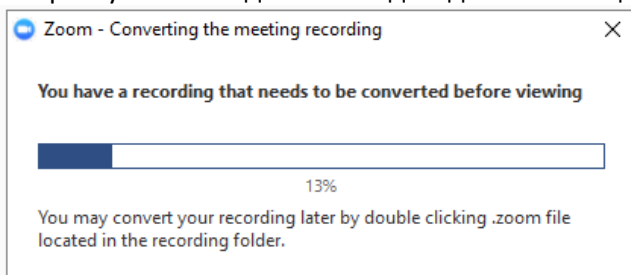 Zoom - Converting the meeting recording
You have a recording that needs to be converted before viewing
13%
You may convert your recording later by double clicking .zoom file
located in the recording folder.